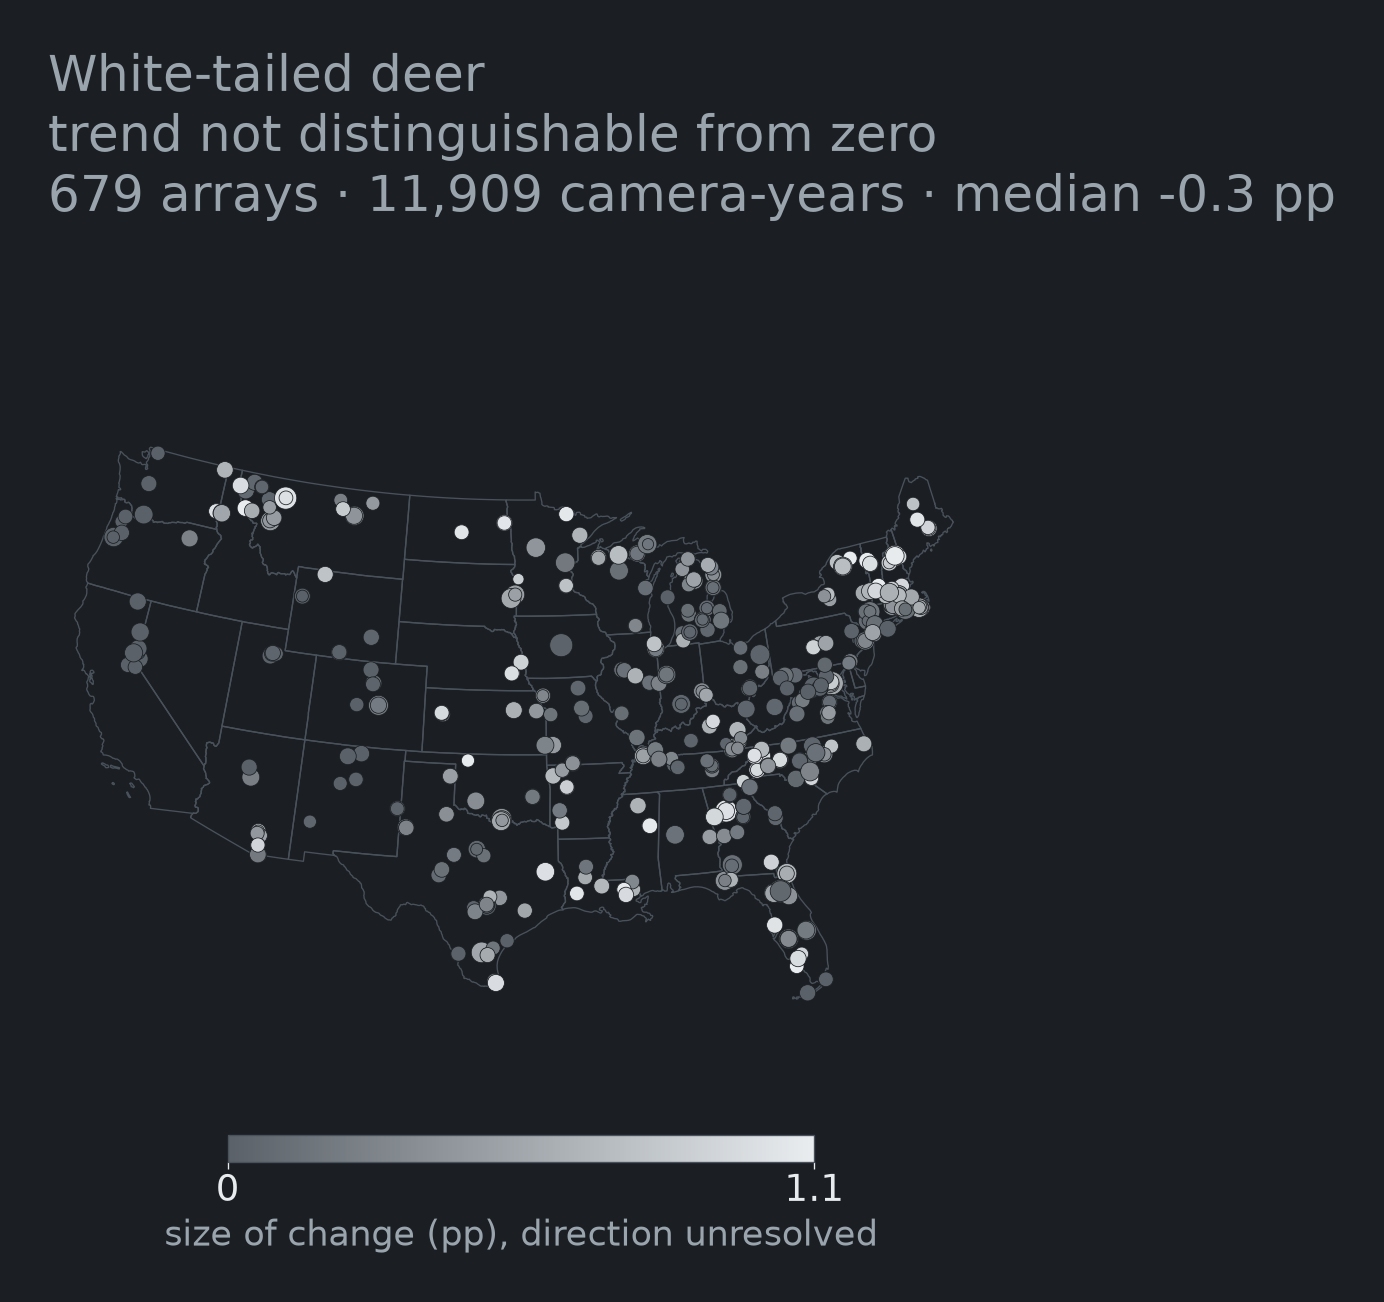 White-tailed deer
trend not distinguishable from zero
679 arrays · 11,909 camera-years · median -0.3 pp
0 1.1
size of change (pp), direction unresolved